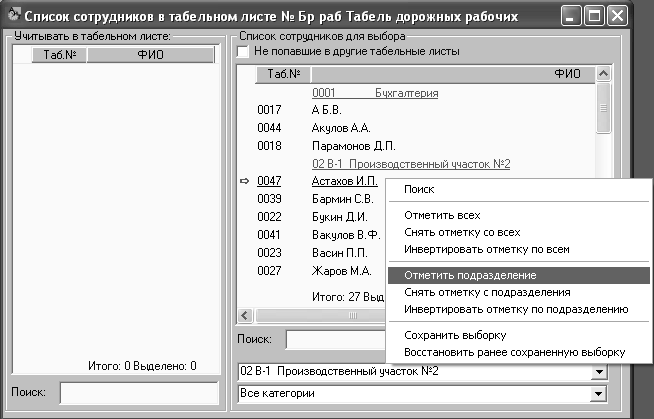 Список сотрудников в табельном листе № Бр раб Табель дорожных рабочих
Учитывать в табельном листе:
Таб.№ ФИО
Итого: 0 Выделено: 0
Поиск:
Список сотрудников для выбора
Не попавшие в другие табельные листы
Таб.№ ФИО
0001 Бухгалтерия
0017 А Б.В.
0044 Акулов А.А.
0018 Парамонов Д.П.
02 В-1 Производственный участок №2
0047 Астахов И.П.
0039 Бармин С.В.
0022 Букин Д.И.
0041 Вакулов В.Ф.
0023 Васин П.П.
0027 Жаров М.А.
Итого: 27 Выд
Поиск:
02 В-1 Производственный участок №2
Все категории
Поиск
Отметить всех
Снять отметку со всех
Инвертировать отметку по всем
Отметить подразделение
Снять отметку с подразделения
Инвертировать отметку по подразделению
Сохранить выборку
Восстановить ранее сохраненную выборку